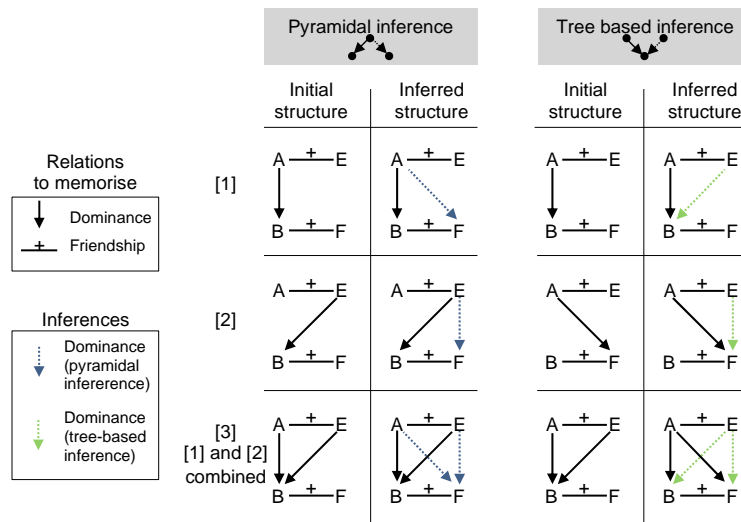 Pyramidal inference
Tree based inference
Initial structure
Inferred structure
Initial structure
Inferred structure
Relations
to memorise
Dominance
+ Friendship
Inferences
Dominance
(pyramidal
infererence)
Dominance
(tree-based
inference)
[1]
A + E
B + F
A + E
B + F
A + E
B + F
A + E
B + F
[2]
A + E
B + F
A + E
B + F
A + E
B + F
A + E
B + F
[3]
[1] and [2]
combined
A + E
B + F
A + E
B + F
A + E
B + F
A + E
B + F